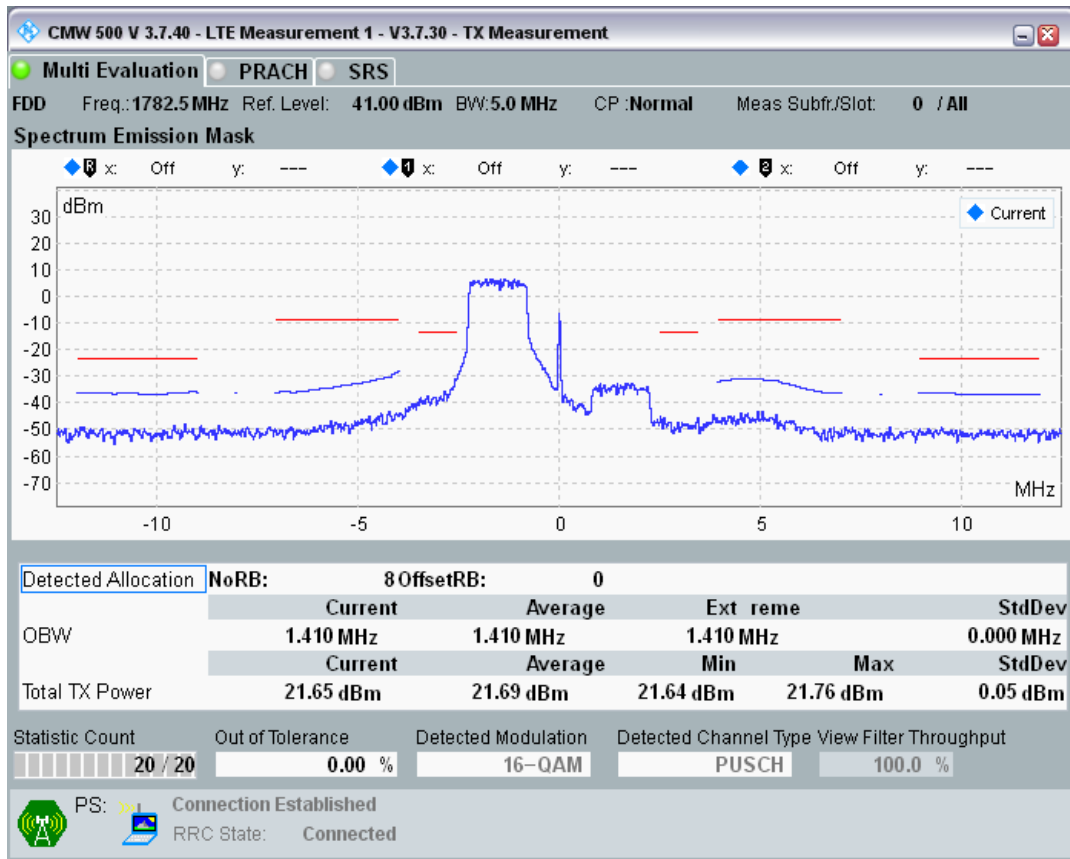 CMW 500 V 3.7.40 - LTE Measurement 1 - V3.7.30 - TX Measurement
Multi Evaluation PRACH SRS
FDD Freq.: 1782.5 MHz Ref. Level: 41.00 dBm BW: 5.0 MHz CP : Normal Meas Subfr./Slot: 0 / All
Spectrum Emission Mask
R x: Off y: --- 1 x: Off y: --- 2 x: Off y: ---
dBm
Current
30
20
10
0
-10
-20
-30
-40
-50
-60
-70
MHz
-10 -5 0 5 10
Detected Allocation NoRB: 8 OffsetRB: 0
Current Average Ext reme StdDev
OBW 1.410 MHz 1.410 MHz 1.410 MHz 0.000 MHz
Current Average Min Max StdDev
Total TX Power 21.65 dBm 21.69 dBm 21.64 dBm 21.76 dBm 0.05 dBm
Statistic Count Out of Tolerance Detected Modulation Detected Channel Type View Filter Throughput
20 / 20 0.00 % 16-QAM PUSCH 100.0 %
PS: Connection Established
RRC State: Connected